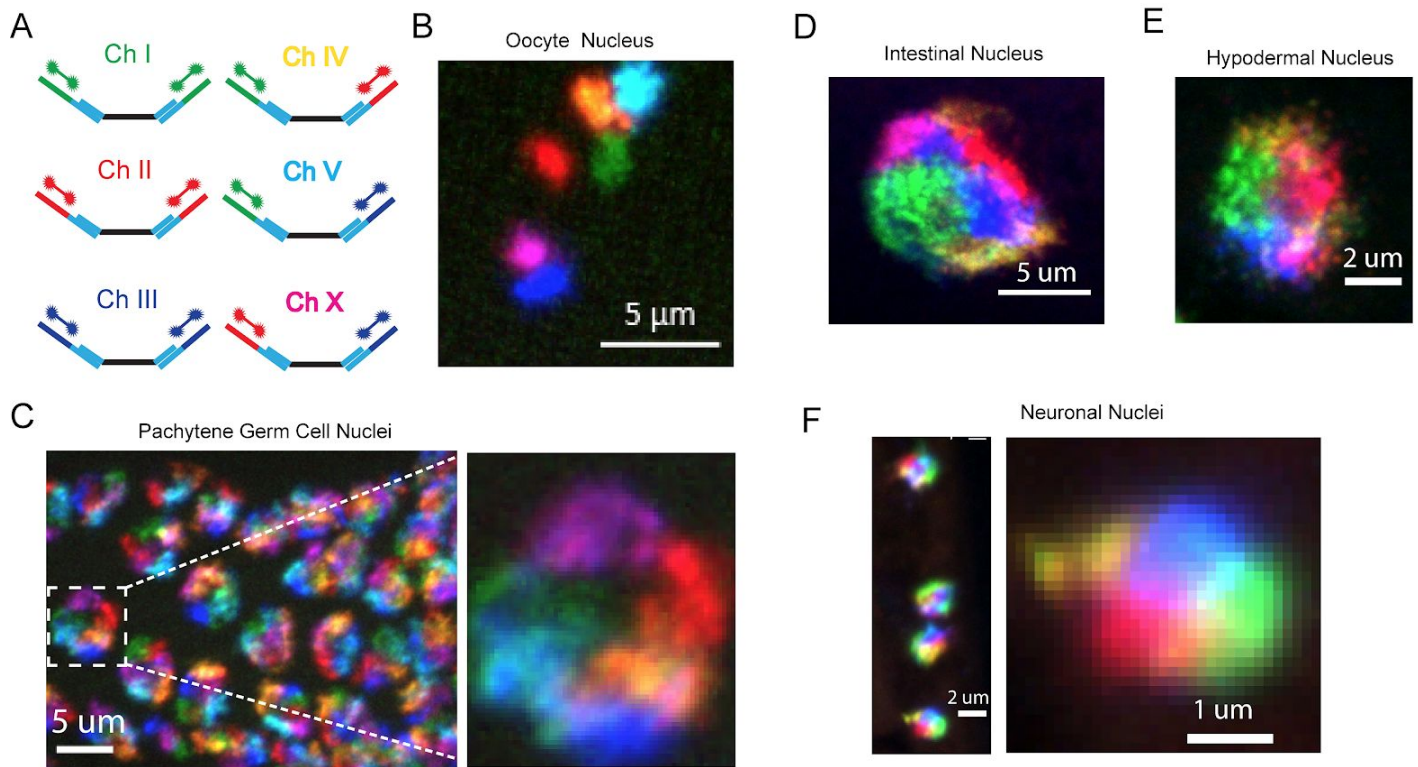 A
Ch I
Ch IV
Ch II
Ch V
Ch III
Ch X
B
Oocyte Nucleus
5 µm
C
Pachytene Germ Cell Nuclei
5 um
D
Intestinal Nucleus
5 um
E
Hypodermal Nucleus
2 um
F
Neuronal Nuclei
2 um
1 um